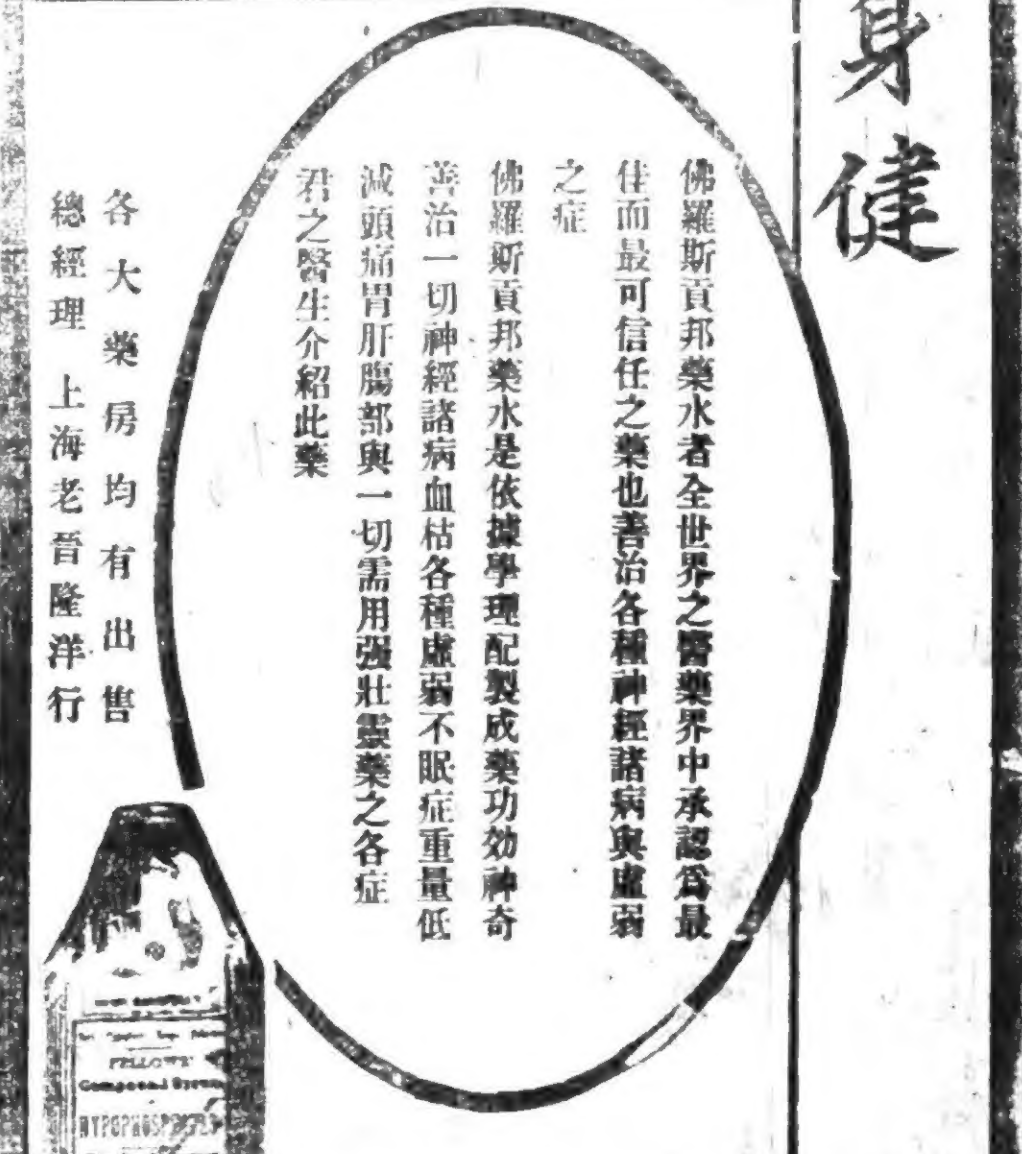 身健
佛羅斯貢邦藥水者全世界之醫藥界中承認爲最
佳而最可信任之藥也善治各種神經諸病與虛弱
之症
佛羅斯貢邦藥水是依據學理配製成藥功効神奇
善治一切神經諸病血枯各種虛弱不眠症重量低
減頭痛胃肝腸部與一切需用强壯靈藥之各症
君之醫生介紹此藥
各大藥房均有出售
總經理 上海老晉隆洋行
FELLOWS'
Compound Syrup